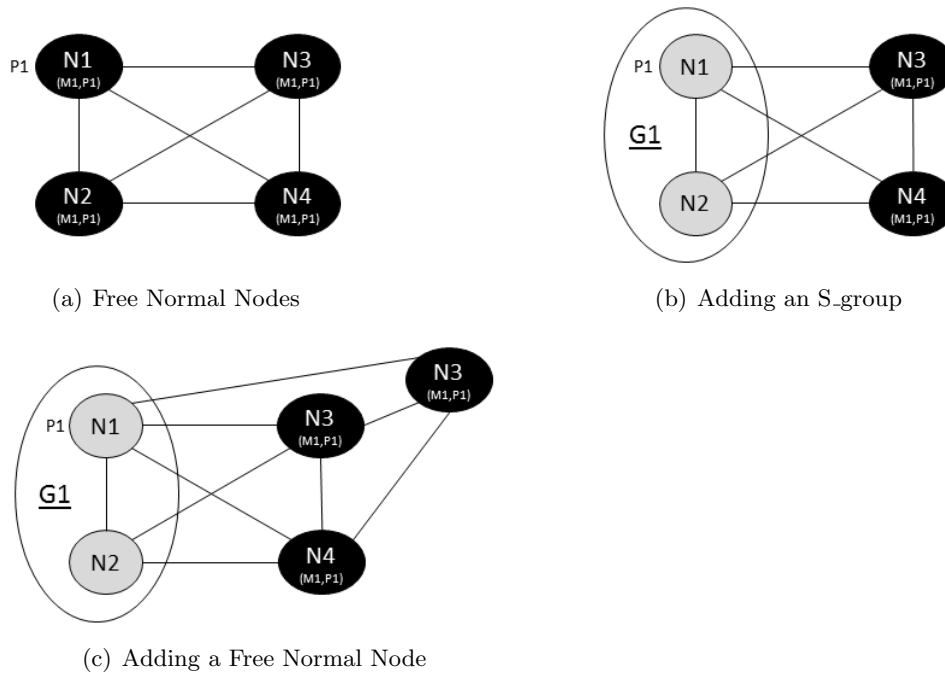 P1
N1
(M1,P1)
N3
(M1,P1)
N2
(M1,P1)
N4
(M1,P1)
(a) Free Normal Nodes
P1
N1
N3
(M1,P1)
G1
N2
N4
(M1,P1)
(b) Adding an S_group
N3
(M1,P1)
P1
N1
N3
(M1,P1)
G1
N2
N4
(M1,P1)
(c) Adding a Free Normal Node